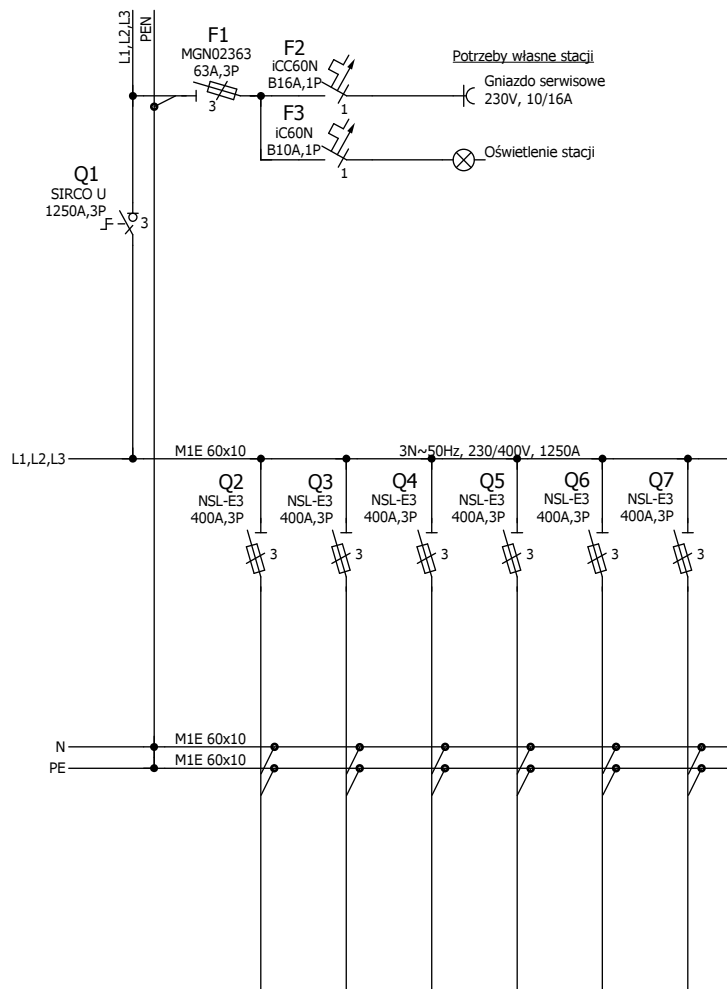 L1,L2,L3
PEN
F1
MGN02363
63A,3P
3
F2
iCC60N
B16A,1P
1
Potrzeby własne stacji
Gniazdo serwisowe
230V, 10/16A
F3
iC60N
B10A,1P
1
Oświetlenie stacji
Q1
SIRCO U
1250A,3P
3
L1,L2,L3
M1E 60x10
3N~50Hz, 230/400V, 1250A
Q2
NSL-E3
400A,3P
3
Q3
NSL-E3
400A,3P
3
Q4
NSL-E3
400A,3P
3
Q5
NSL-E3
400A,3P
3
Q6
NSL-E3
400A,3P
3
Q7
NSL-E3
400A,3P
3
N
M1E 60x10
PE
M1E 60x10